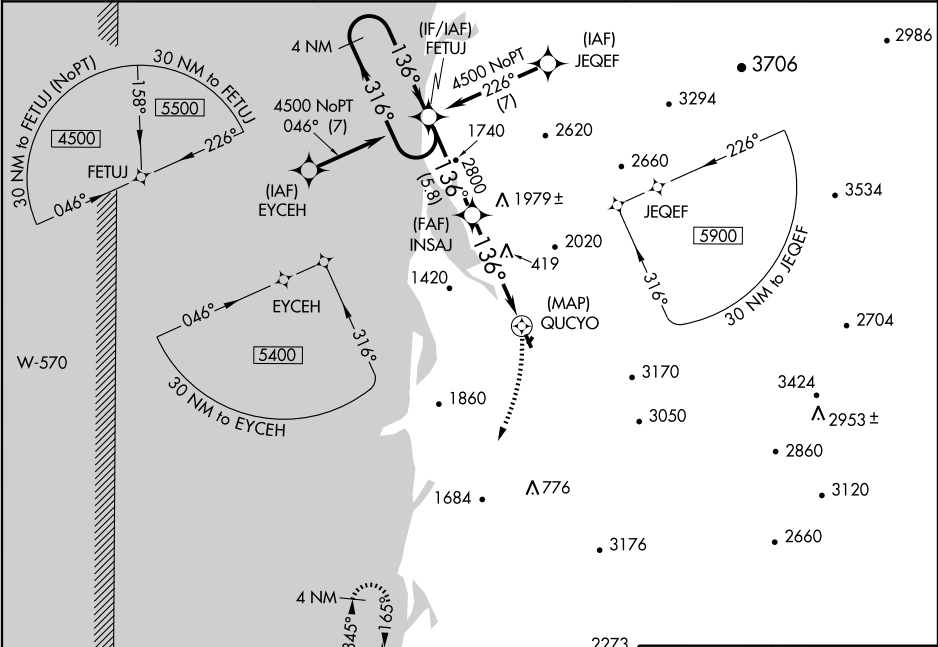 30 NM to FETUJ (NoPT)
30 NM to FETUJ
158°
5500
4500
226°
FETUJ
046°
4 NM
136°
316°
(IF/IAF)
FETUJ
(IAF)
JEQEF
4500 NoPT
226°
(7)
4500 NoPT
046° (7)
(IAF)
EYCEH
1740
2800
136°
(5.8)
(FAF)
INSAJ
136°
1979±
419
2020
1420
(MAP)
QUCYO
2986
3706
3294
2620
2660
226°
JEQEF
5900
316°
30 NM to JEQEF
3534
2704
046°
EYCEH
5400
316°
30 NM to EYCEH
W-570
1860
3170
3050
3424
2953±
2860
3120
2660
776
1684
3176
4 NM
345°
165°
2273